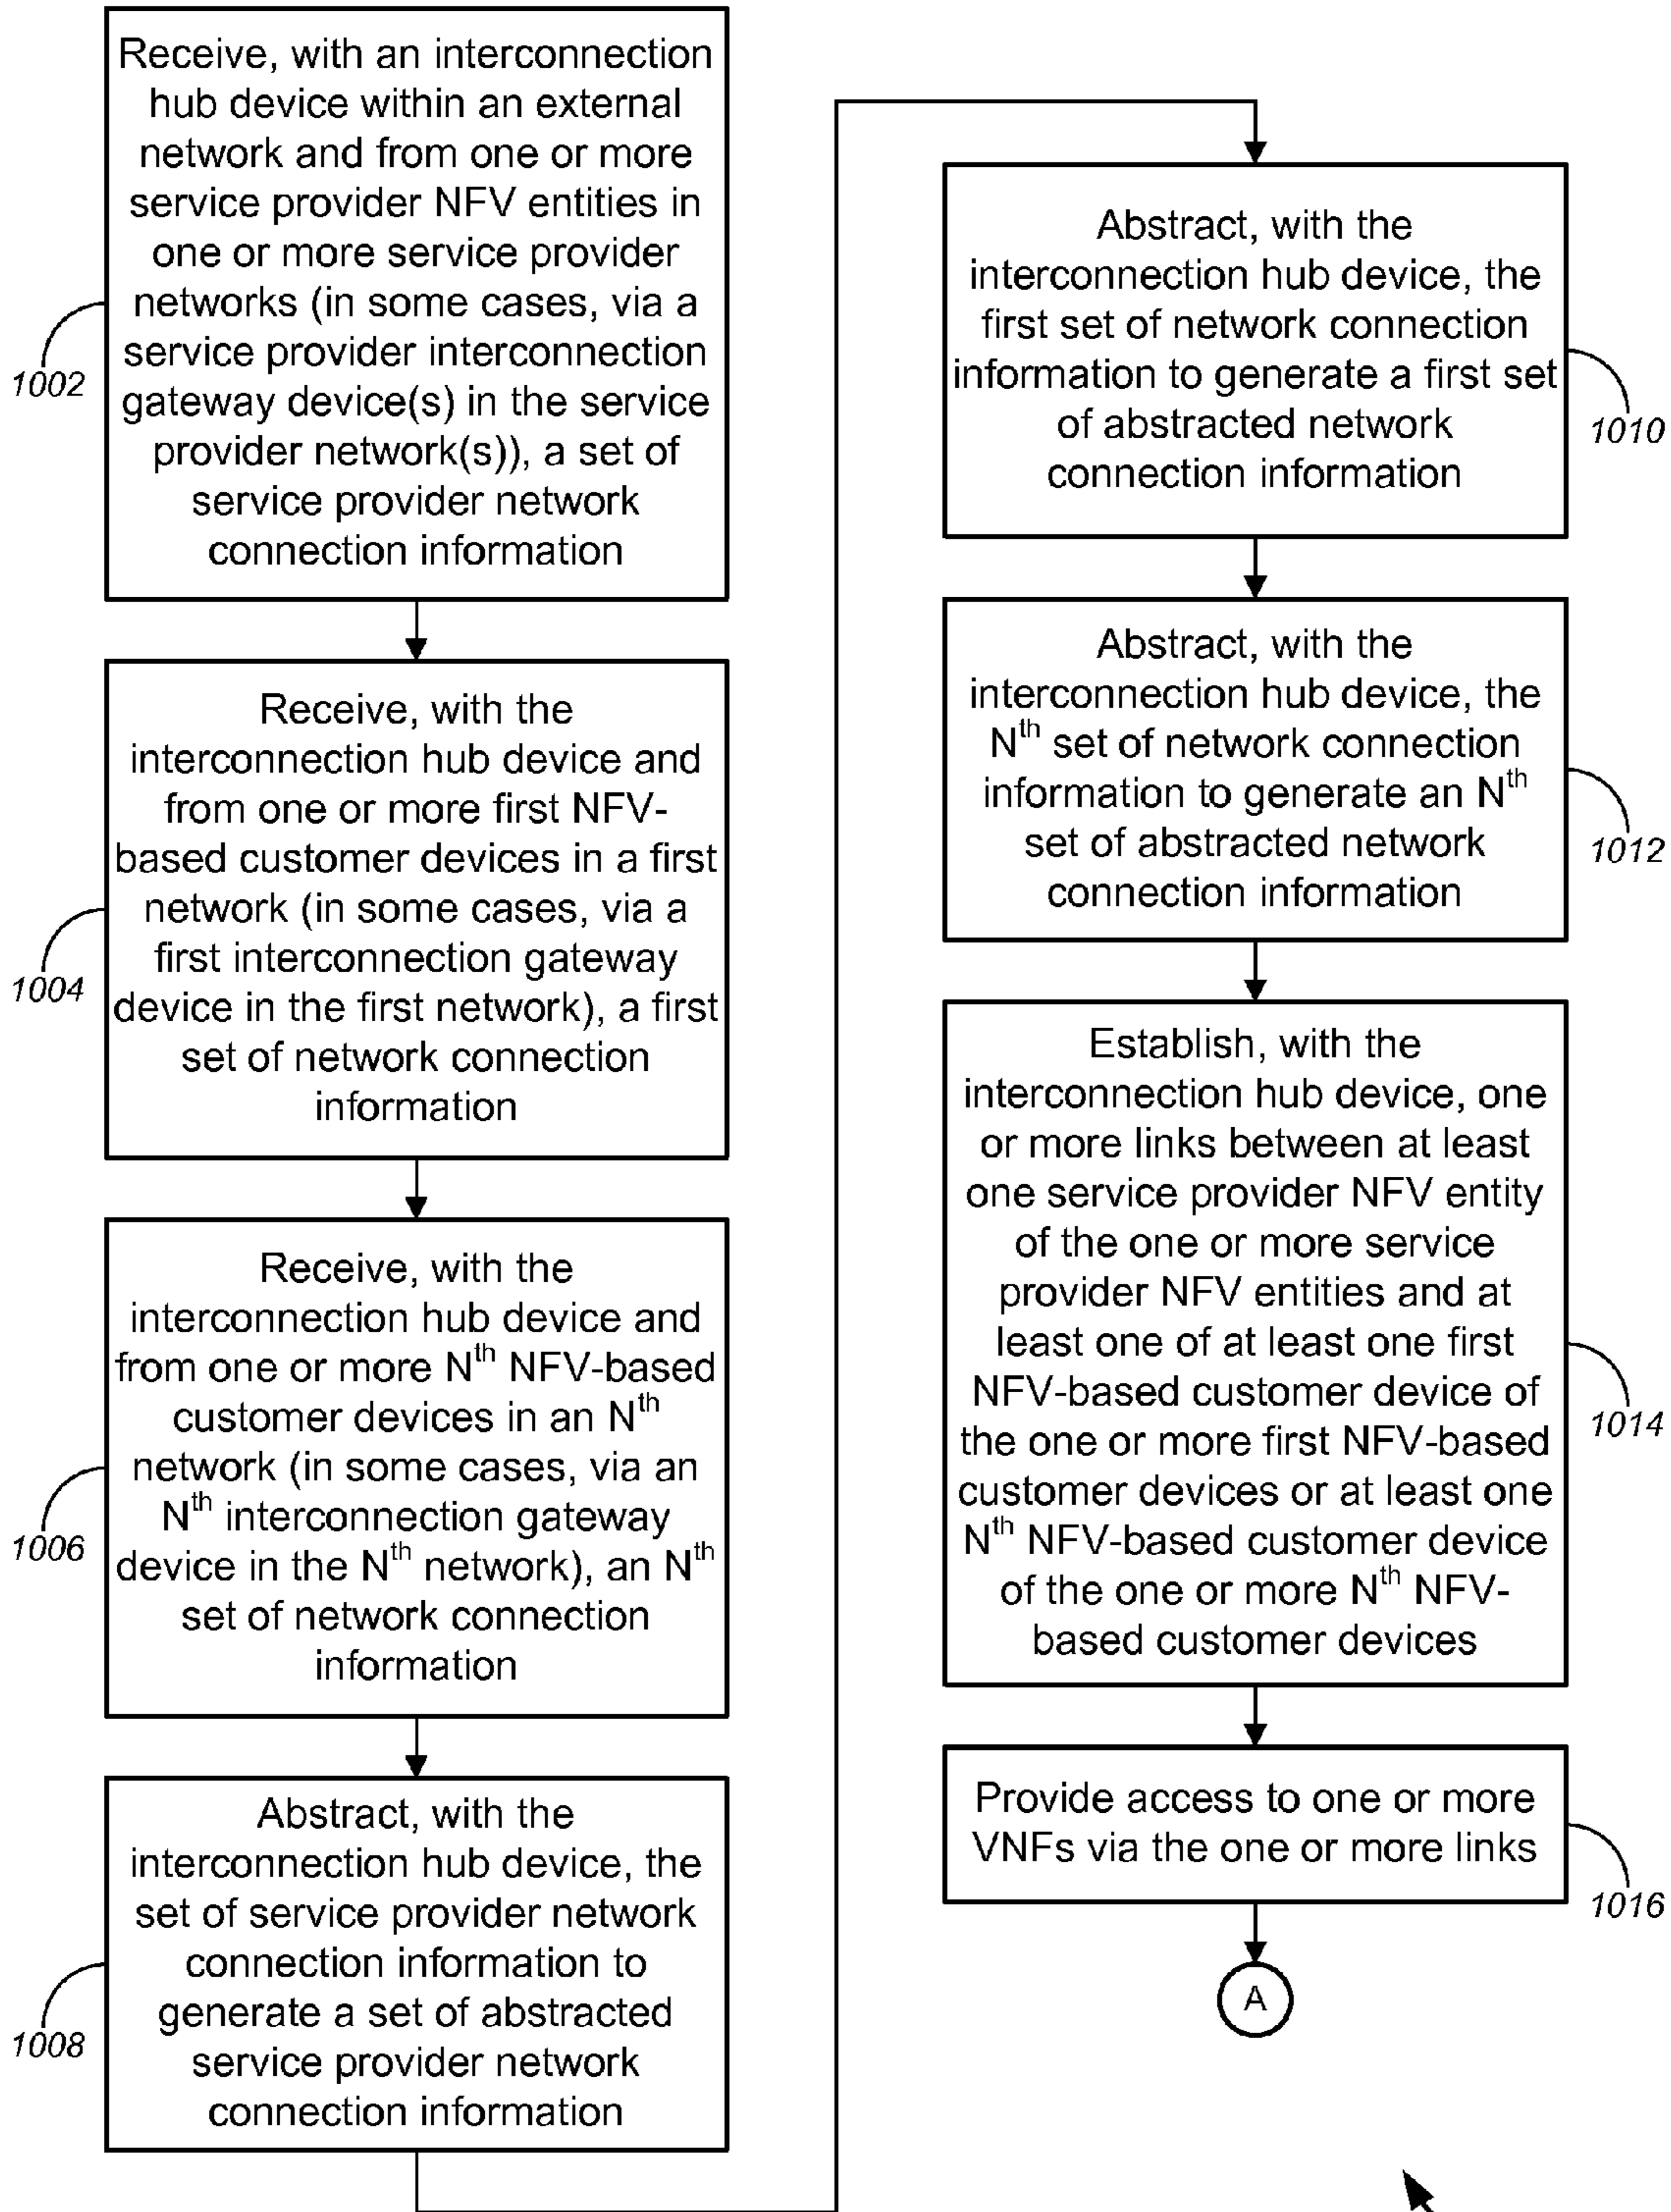 Receive, with an interconnection
hub device within an external
network and from one or more
service provider NFV entities in
one or more service provider
networks (in some cases, via a
service provider interconnection
gateway device(s) in the service
provider network(s)), a set of
service provider network
connection information
1002
Receive, with the
interconnection hub device and
from one or more first NFV-
based customer devices in a first
network (in some cases, via a
first interconnection gateway
device in the first network), a first
set of network connection
information
1004
Receive, with the
interconnection hub device and
from one or more Nth NFV-based
customer devices in an Nth
network (in some cases, via an
Nth interconnection gateway
device in the Nth network), an Nth
set of network connection
information
1006
Abstract, with the
interconnection hub device, the
set of service provider network
connection information to
generate a set of abstracted
service provider network
connection information
1008
Abstract, with the
interconnection hub device, the
first set of network connection
information to generate a first set
of abstracted network
connection information
1010
Abstract, with the
interconnection hub device, the
Nth set of network connection
information to generate an Nth
set of abstracted network
connection information
1012
Establish, with the
interconnection hub device, one
or more links between at least
one service provider NFV entity
of the one or more service
provider NFV entities and at
least one of at least one first
NFV-based customer device of
the one or more first NFV-based
customer devices or at least one
Nth NFV-based customer device
of the one or more Nth NFV-
based customer devices
1014
Provide access to one or more
VNFs via the one or more links
1016
A